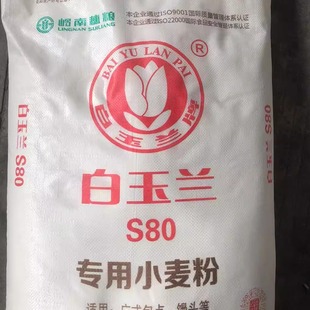 岭南穗粮
LINGNAN SUILIANG
本企业通过ISO9001国际质量管理体系认证
本企业通过ISO22000国际食品安全管理体系认证
BAI YU LAN PAI
®
白玉兰牌
白玉兰
S80
专用小麦粉
适用：广式包点、馒头等
白玉兰
S80
白玉兰
S80